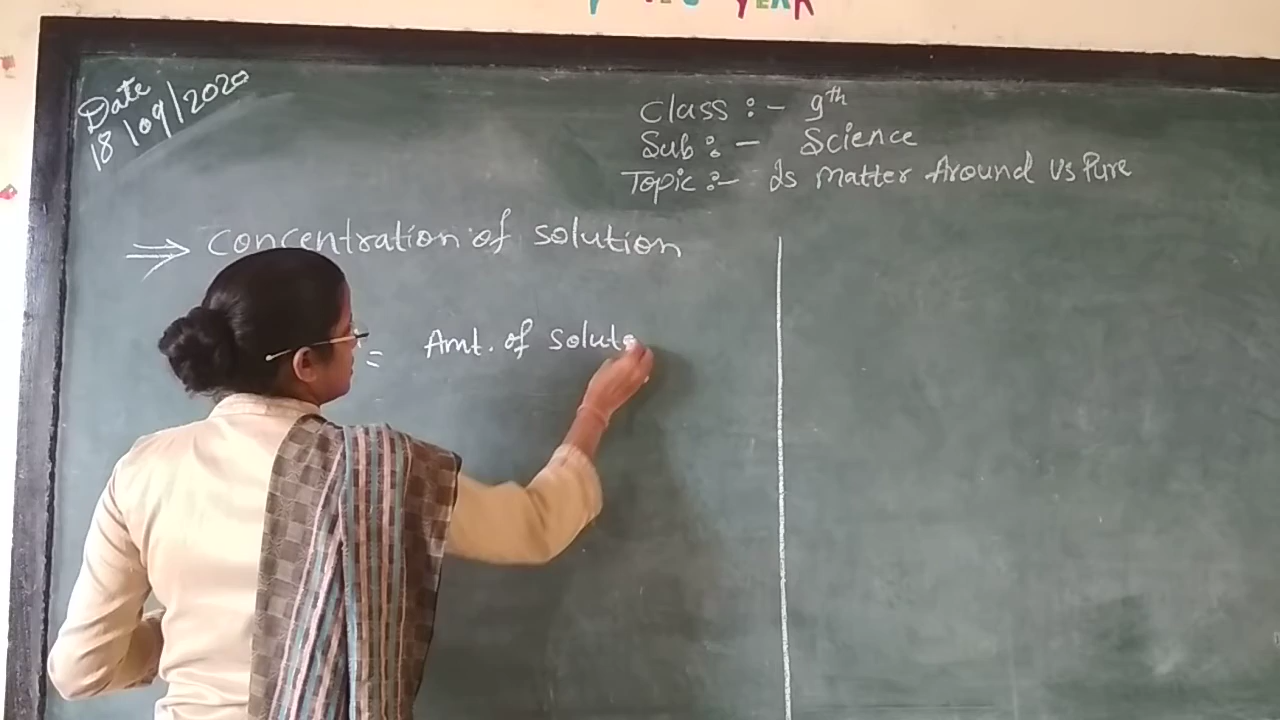 YEAR
Date
18/09/2020
Class :- 9th
Sub :- Science
Topic :- Is Matter Around Us Pure
⇒ Concentration of solution
= Amt. of Solute